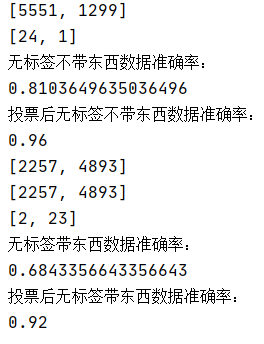 [5551, 1299]
[24, 1]
无标签不带东西数据准确率：
0.8103649635036496
投票后无标签不带东西数据准确率：
0.96
[2257, 4893]
[2257, 4893]
[2, 23]
无标签带东西数据准确率：
0.6843356643356643
投票后无标签带东西数据准确率：
0.92